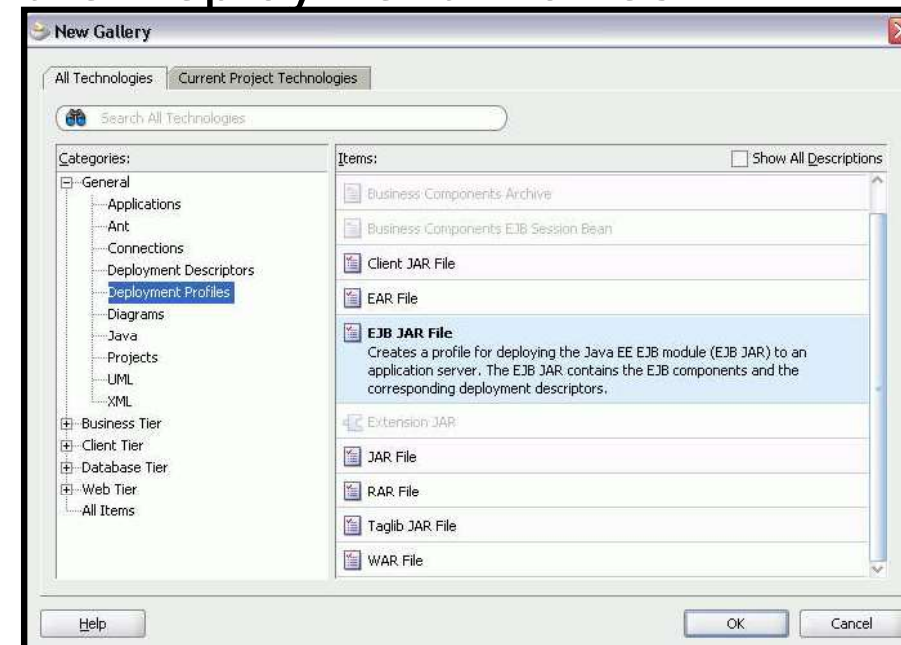 New Gallery
All Technologies
Current Project Technologies
Search All Technologies
Categories:
General
Applications
Ant
Connections
Deployment Descriptors
Deployment Profiles
Diagrams
Java
Projects
UML
XML
Business Tier
Client Tier
Database Tier
Web Tier
All Items
Items:
Show All Descriptions
Business Components Archive
Business Components EJB Session Bean
Client JAR File
EAR File
EJB JAR File
Creates a profile for deploying the Java EE EJB module (EJB JAR) to an
application server. The EJB JAR contains the EJB components and the
corresponding deployment descriptors.
Extension JAR
JAR File
RAR File
Taglib JAR File
WAR File
Help
OK
Cancel